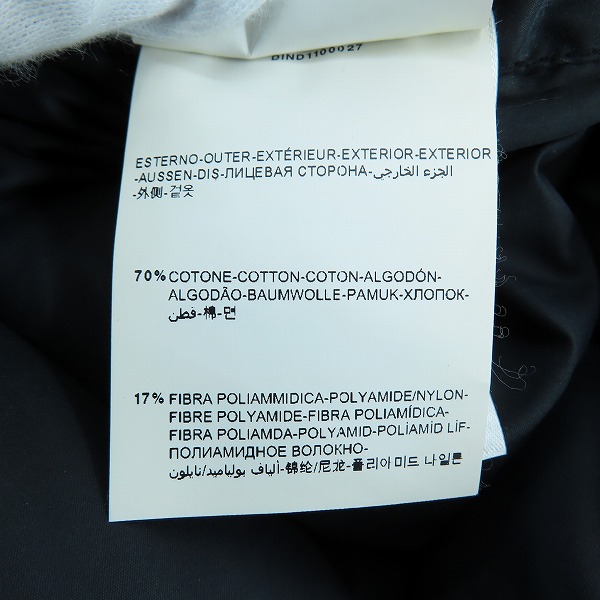 DIND1100027
ESTERNO-OUTER-EXTÉRIEUR-EXTERIOR-EXTERIOR
-AUSSEN-DIS-ЛИЦЕВАЯ СТОРОНА-الجزء الخارجي
-外侧-겉옷
70% COTONE-COTTON-COTON-ALGODÓN-
ALGODÃO-BAUMWOLLE-PAMUK-ХЛОПОК-
قطن-棉-면
17% FIBRA POLIAMMIDICA-POLYAMIDE/NYLON-
FIBRE POLYAMIDE-FIBRA POLIAMÍDICA-
FIBRA POLIAMDA-POLYAMID-POLİAMİD LİF-
ПОЛИАМИДНОЕ ВОЛОКНО-
ألياف بولياميد/نايلون-锦纶/尼龙-폴리아미드 나일론